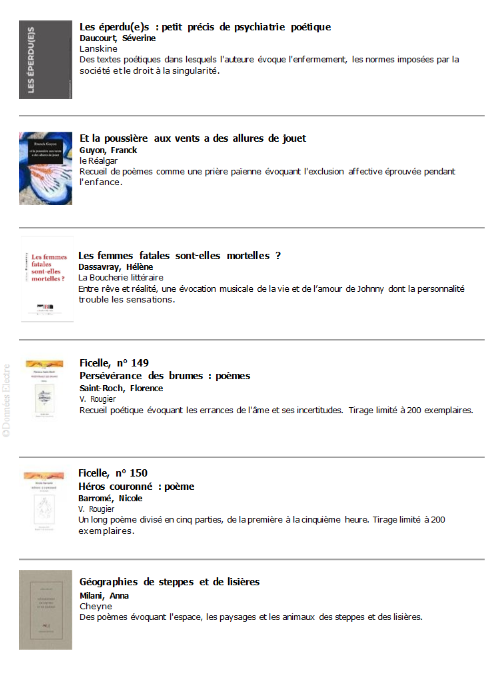 LES ÉPERDU(E)S
Les éperdu(e)s : petit précis de psychiatrie poétique
Daucourt, Séverine
Lanskine
Des textes poétiques dans lesquels l'auteure évoque l'enfermement, les normes imposées par la
société et le droit à la singularité.
Et la poussière aux vents a des allures de jouet
Guyon, Franck
le Réalgar
Recueil de poèmes comme une prière païenne évoquant l'exclusion affective éprouvée pendant
l'enfance.
Les femmes
fatales
sont-elles
mortelles ?
Les femmes fatales sont-elles mortelles ?
Dassavray, Hélène
La Boucherie littéraire
Entre rêve et réalité, une évocation musicale de la vie et de l'amour de Johnny dont la personnalité
trouble les sensations.
Ficelle, n° 149
Persévérance des brumes : poèmes
Saint-Roch, Florence
V. Rougier
Recueil poétique évoquant les errances de l'âme et ses incertitudes. Tirage limité à 200 exemplaires.
©Données Electre
Ficelle, n° 150
Héros couronné : poème
Barromé, Nicole
V. Rougier
Un long poème divisé en cinq parties, de la première à la cinquième heure. Tirage limité à 200
exemplaires.
Géographies de steppes et de lisières
Milani, Anna
Cheyne
Des poèmes évoquant l'espace, les paysages et les animaux des steppes et des lisières.